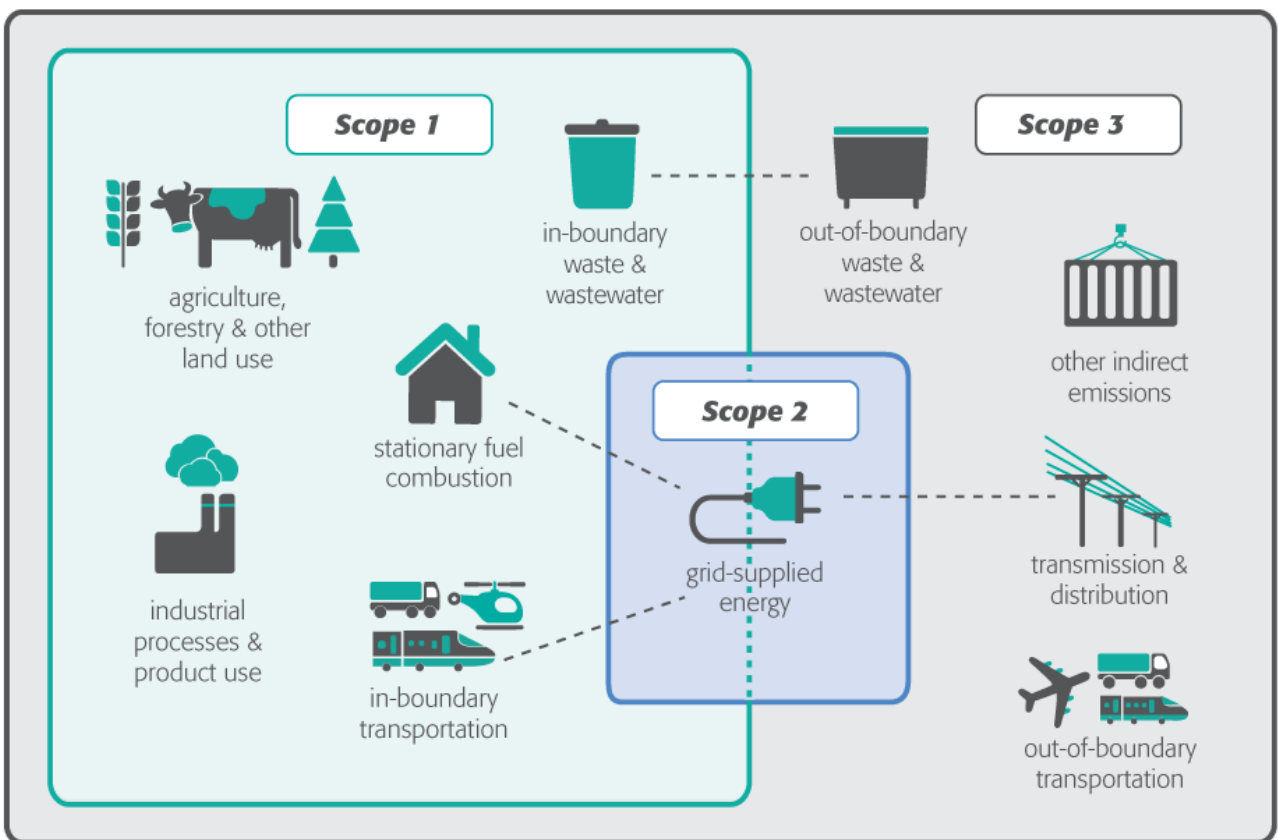 Scope 1
Scope 3
in-boundary
waste &
wastewater
out-of-boundary
waste &
wastewater
agriculture,
forestry & other
land use
other indirect
emissions
Scope 2
stationary fuel
combustion
grid-supplied
energy
transmission &
distribution
industrial
processes &
product use
in-boundary
transportation
out-of-boundary
transportation